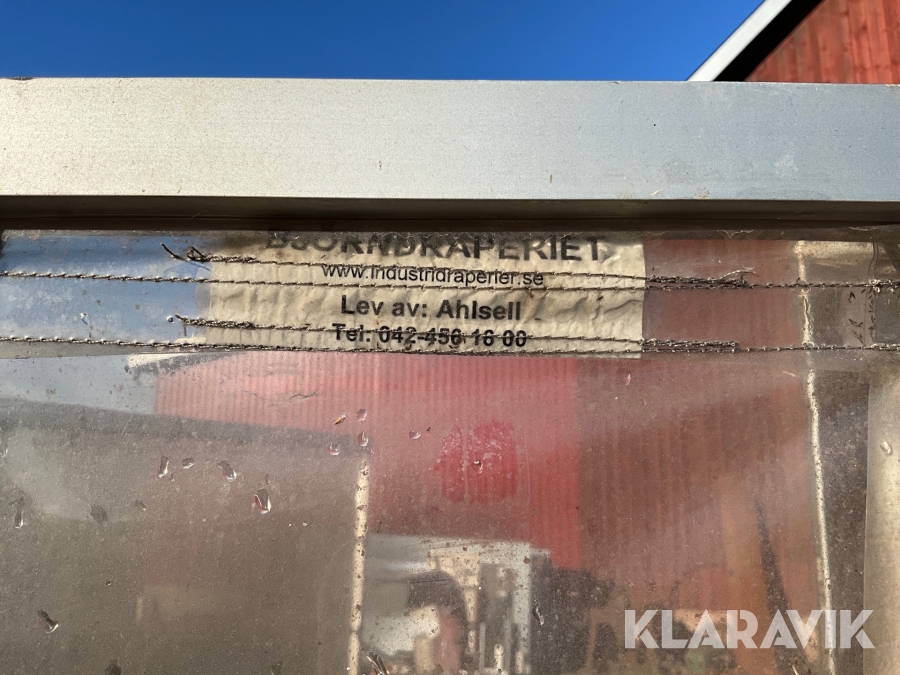 BJÖRNDRAPERIET
www.industridraperier.se
Lev av: Ahlsell
Tel: 042-456 16 00
KLARAVIK